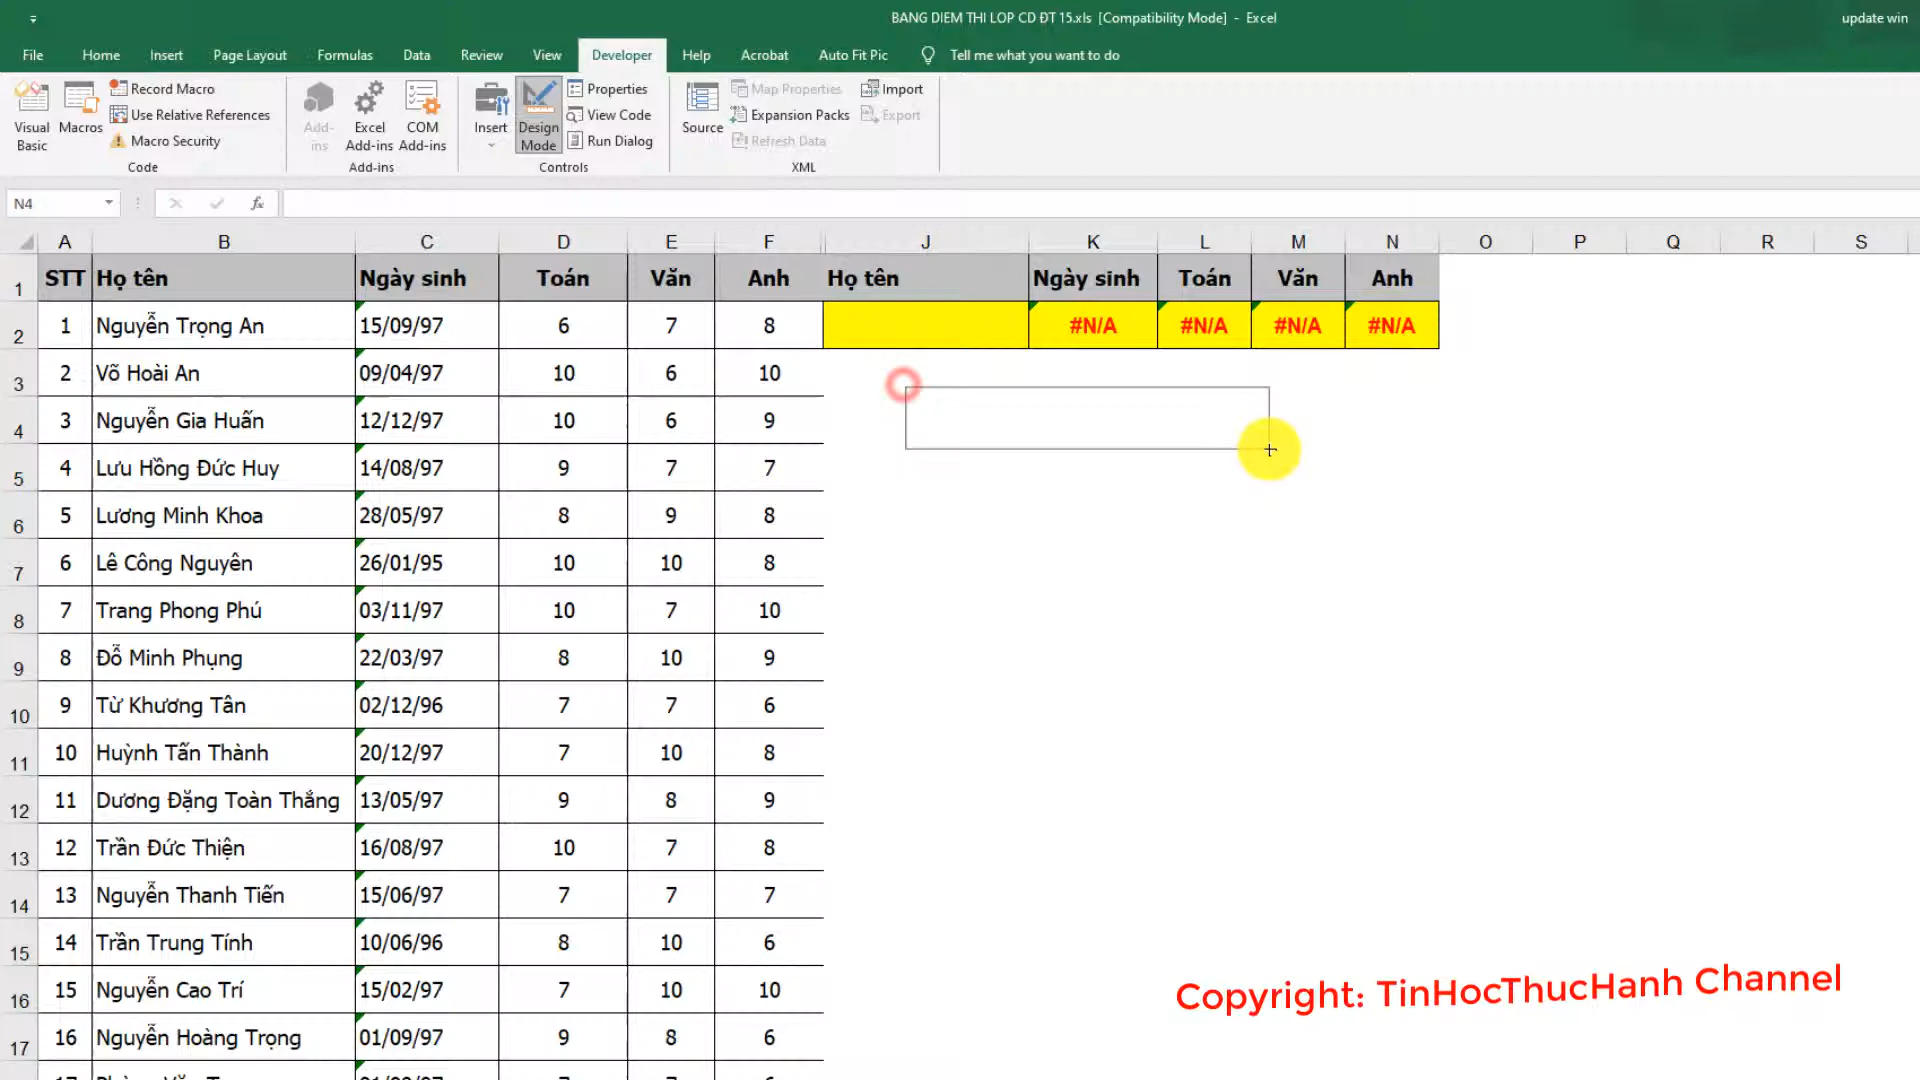 BANG DIEM THI LOP CD ĐT 15.xls [Compatibility Mode] - Excel
update win
File Home Insert Page Layout Formulas Data Review View Developer Help Acrobat Auto Fit Pic Tell me what you want to do
Visual Basic
Macros
Record Macro
Use Relative References
Macro Security
Code
Add-ins
Excel Add-ins
COM Add-ins
Add-ins
Insert
Design Mode
Properties
View Code
Run Dialog
Controls
Source
Map Properties
Expansion Packs
Refresh Data
Import
Export
XML
N4
fx
A B C D E F J K L M N O P Q R S
1 STT Họ tên Ngày sinh Toán Văn Anh Họ tên Ngày sinh Toán Văn Anh
2 1 Nguyễn Trọng An 15/09/97 6 7 8 #N/A #N/A #N/A #N/A
3 2 Võ Hoài An 09/04/97 10 6 10
4 3 Nguyễn Gia Huấn 12/12/97 10 6 9
5 4 Lưu Hồng Đức Huy 14/08/97 9 7 7
6 5 Lương Minh Khoa 28/05/97 8 9 8
7 6 Lê Công Nguyên 26/01/95 10 10 8
8 7 Trang Phong Phú 03/11/97 10 7 10
9 8 Đỗ Minh Phụng 22/03/97 8 10 9
10 9 Từ Khương Tân 02/12/96 7 7 6
11 10 Huỳnh Tấn Thành 20/12/97 7 10 8
12 11 Dương Đặng Toàn Thắng 13/05/97 9 8 9
13 12 Trần Đức Thiện 16/08/97 10 7 8
14 13 Nguyễn Thanh Tiến 15/06/97 7 7 7
15 14 Trần Trung Tính 10/06/96 8 10 6
16 15 Nguyễn Cao Trí 15/02/97 7 10 10
17 16 Nguyễn Hoàng Trọng 01/09/97 9 8 6
Copyright: TinHocThucHanh Channel